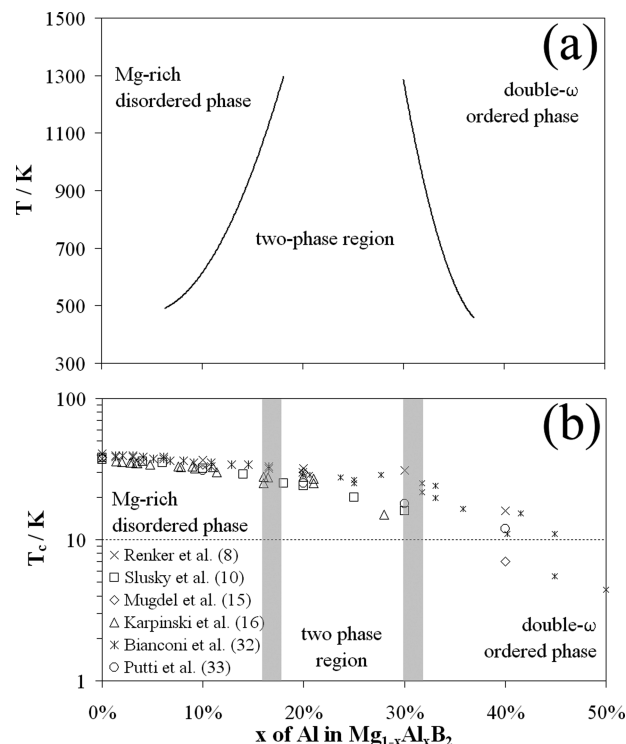 1500
1300
1100
900
700
500
300
T / K
(a)
Mg-rich
disordered phase
double-ω
ordered phase
two-phase region
100
10
1
T_c / K
(b)
Mg-rich
disordered phase
× Renker et al. (8)
□ Slusky et al. (10)
◇ Mugdel et al. (15)
△ Karpinski et al. (16)
Bianconi et al. (32)
○ Putti et al. (33)
two phase
region
double-ω
ordered phase
0% 10% 20% 30% 40% 50%
x of Al in Mg₁₋ₓAlₓB₂